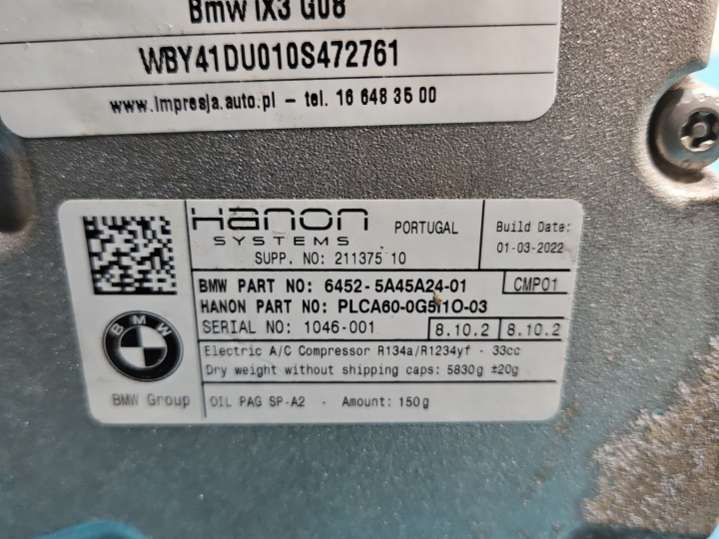 Bmw iX3 G08
WBY41DU010S472761
www.impresja.auto.pl - tel. 16 648 35 00
Hanon
SYSTEMS
PORTUGAL
SUPP. NO: 211375 10
Build Date:
01-03-2022
BMW PART NO: 6452-5A45A24-01
CMP01
HANON PART NO: PLCA60-0G5i1O-03
SERIAL NO: 1046-001
8.10.2
8.10.2
Electric A/C Compressor R134a/R1234yf - 33cc
Dry weight without shipping caps: 5830g ±20g
BMW
BMW Group
OIL PAG SP-A2 - Amount: 150g